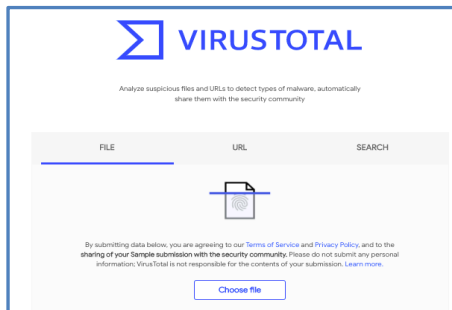 VIRUSTOTAL
Analyze suspicious files and URLs to detect types of malware, automatically
share them with the security community
FILE URL SEARCH
By submitting data below, you are agreeing to our Terms of Service and Privacy Policy, and to the
sharing of your Sample submission with the security community. Please do not submit any personal
information; VirusTotal is not responsible for the contents of your submission. Learn more.
Choose file